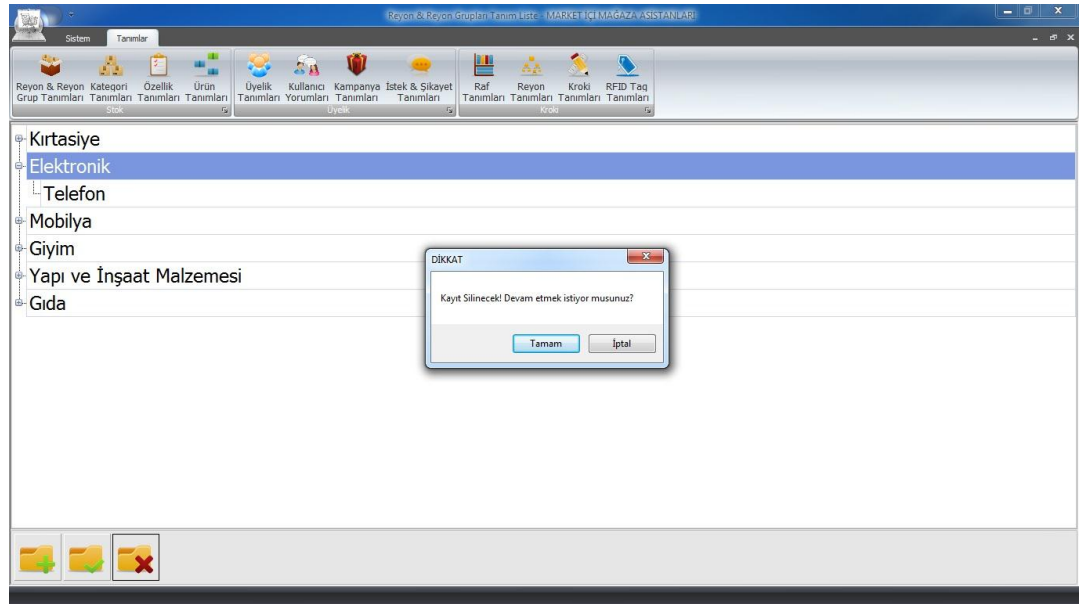 Reyon & Reyon Grupları Tanım Liste - MARKET İÇİ MAĞAZA ASİSTANLARI
Sistem Tanımlar
Reyon & Reyon Kategori Özellik Ürün Üyelik Kullanıcı Kampanya İstek & Şikayet Raf Reyon Kroki RFID Tag
Grup Tanımları Tanımları Tanımları Tanımları Tanımları Yorumları Tanımları Tanımları Tanımları Tanımları Tanımları Tanımları
Stok Üyelik Kroki
Kırtasiye
Elektronik
Telefon
Mobilya
Giyim
Yapı ve İnşaat Malzemesi
Gıda
DİKKAT
Kayıt Silinecek! Devam etmek istiyor musunuz?
Tamam İptal